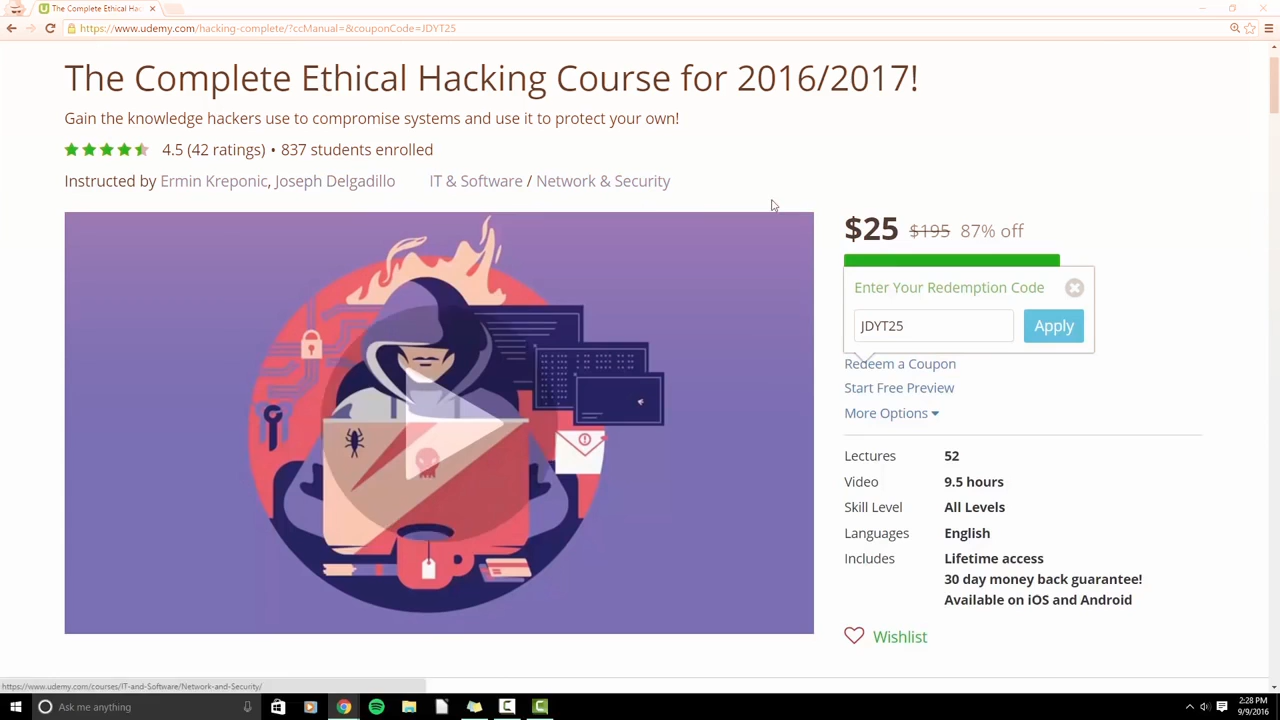 The Complete Ethical Hac
https://www.udemy.com/hacking-complete/?ccManual=&couponCode=JDYT25
The Complete Ethical Hacking Course for 2016/2017!
Gain the knowledge hackers use to compromise systems and use it to protect your own!
4.5 (42 ratings) • 837 students enrolled
Instructed by Ermin Kreponic, Joseph Delgadillo IT & Software / Network & Security
$25 $195 87% off
Enter Your Redemption Code
JDYT25 Apply
Redeem a Coupon
Start Free Preview
More Options
Lectures 52
Video 9.5 hours
Skill Level All Levels
Languages English
Includes Lifetime access
30 day money back guarantee!
Available on iOS and Android
Wishlist
https://www.udemy.com/courses/IT-and-Software/Network-and-Security/
Ask me anything
2:28 PM
9/9/2016